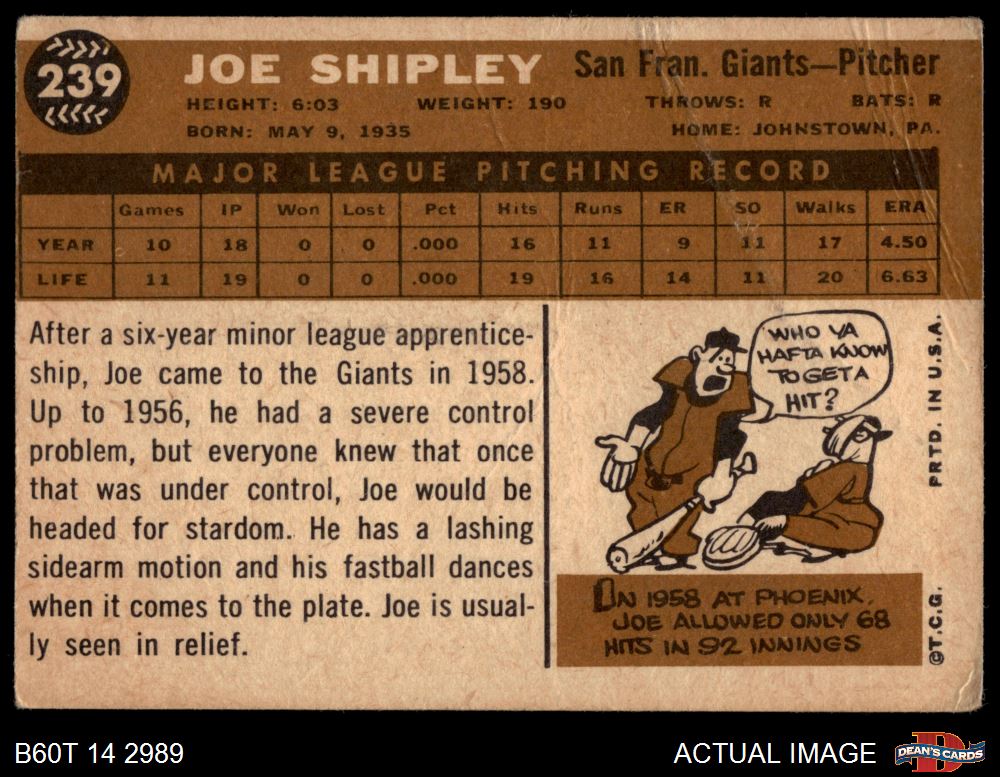 239
JOE SHIPLEY San Fran. Giants—Pitcher
HEIGHT: 6:03 WEIGHT: 190 THROWS: R BATS: R
BORN: MAY 9, 1935 HOME: JOHNSTOWN, PA.
MAJOR LEAGUE PITCHING RECORD
Games IP Won Lost Pct Hits Runs ER SO Walks ERA
YEAR 10 18 0 0 .000 16 11 9 11 17 4.50
LIFE 11 19 0 0 .000 19 16 14 11 20 6.63
After a six-year minor league apprentice-
ship, Joe came to the Giants in 1958.
Up to 1956, he had a severe control
problem, but everyone knew that once
that was under control, Joe would be
headed for stardom. He has a lashing
sidearm motion and his fastball dances
when it comes to the plate. Joe is usual-
ly seen in relief.
WHO YA
HAFTA KNOW
TO GET A
HIT?
IN 1958 AT PHOENIX,
JOE ALLOWED ONLY 68
HITS IN 92 INNINGS
PRTD. IN U.S.A.
©T.C.G.
B60T 14 2989
ACTUAL IMAGE
D
DEAN'S CARDS